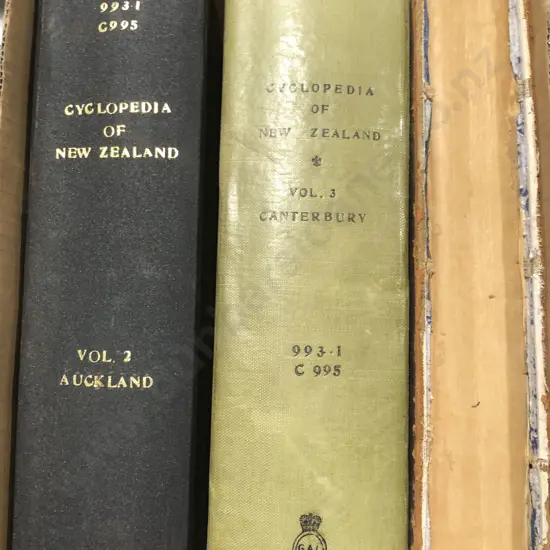 993·1
C995
CYCLOPEDIA
OF
NEW ZEALAND
VOL. 2
AUCKLAND
CYCLOPEDIA
OF
NEW ZEALAND
VOL. 3
CANTERBURY
993·1
C 995